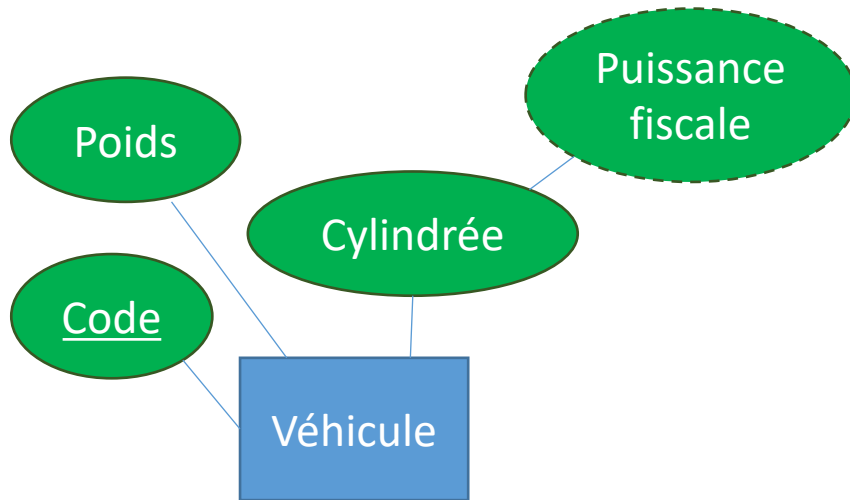 Puissance
fiscale
Poids
Cylindrée
Code
Véhicule